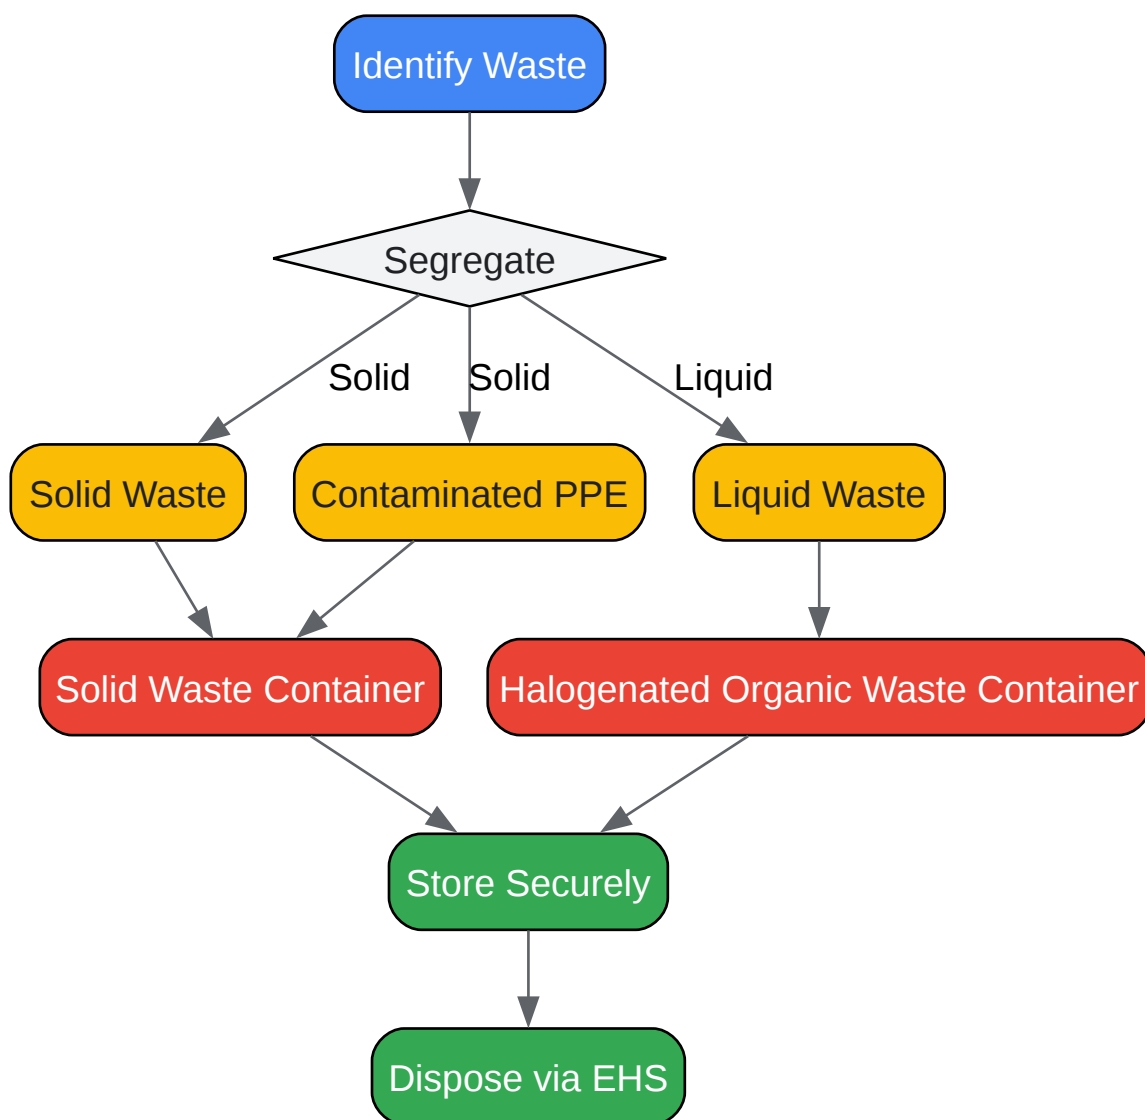 Identify Waste
Segregate
Solid
Solid
Liquid
Solid Waste
Contaminated PPE
Liquid Waste
Solid Waste Container
Halogenated Organic Waste Container
Store Securely
Dispose via EHS